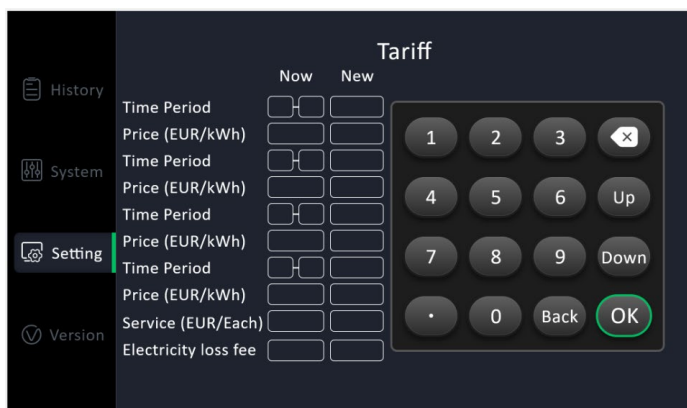 Tariff
Now New
History
System
Setting
Version
Time Period
Price (EUR/kWh)
Time Period
Price (EUR/kWh)
Time Period
Price (EUR/kWh)
Time Period
Price (EUR/kWh)
Service (EUR/Each)
Electricity loss fee
1 2 3 ×
4 5 6 Up
7 8 9 Down
· 0 Back OK